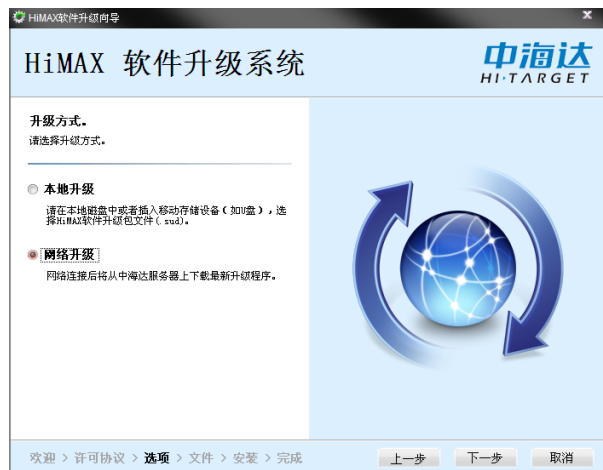 HiMAX软件升级向导
HiMAX 软件升级系统
中海达
HI·TARGET
升级方式。
请选择升级方式。
本地升级
请在本地磁盘中或者插入移动存储设备(如U盘),选
择HiMAX软件升级包文件(.sud)。
网络升级
网络连接后将从中海达服务器上下载最新升级程序。
欢迎 > 许可协议 > 选项 > 文件 > 安装 > 完成
上一步 下一步 取消